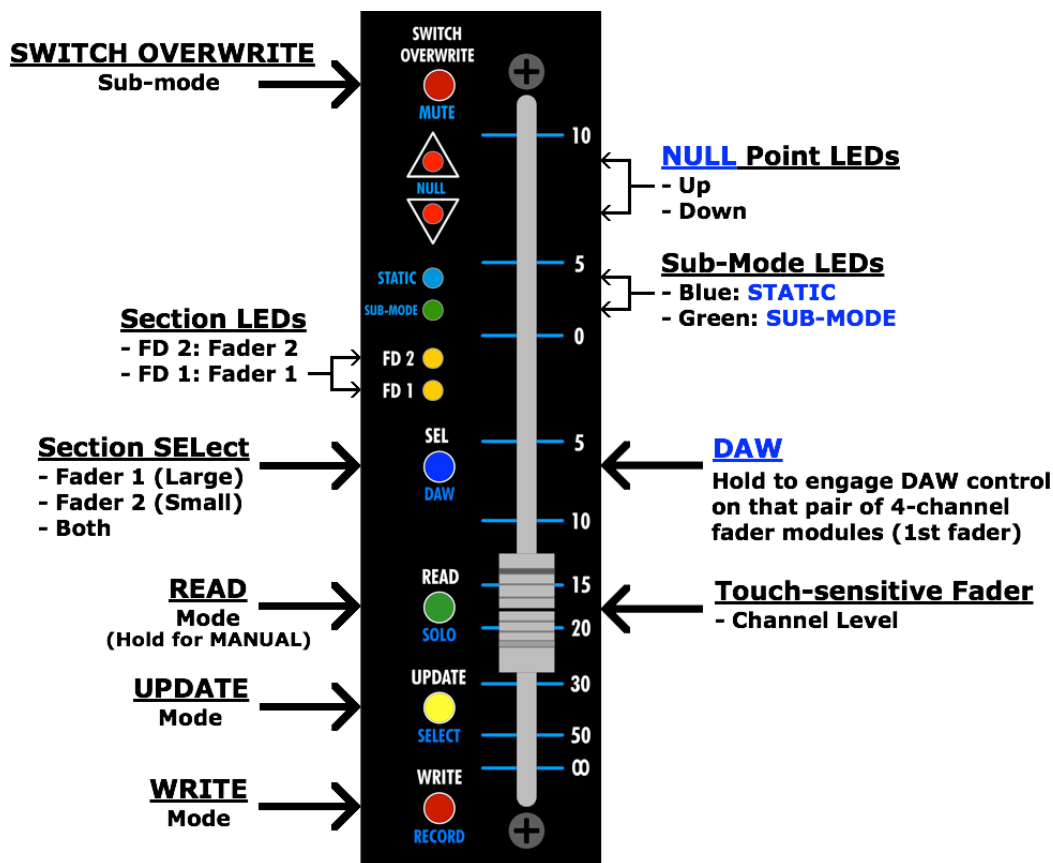 SWITCH OVERWRITE
Sub-mode
Section LEDs
- FD 2: Fader 2
- FD 1: Fader 1
Section SELect
- Fader 1 (Large)
- Fader 2 (Small)
- Both
READ
Mode
(Hold for MANUAL)
UPDATE
Mode
WRITE
Mode
SWITCH
OVERWRITE
MUTE
NULL
STATIC
SUB-MODE
FD 2
FD 1
SEL
DAW
READ
SOLO
UPDATE
SELECT
WRITE
RECORD
10
5
0
5
10
15
20
30
50
∞
NULL Point LEDs
- Up
- Down
Sub-Mode LEDs
- Blue: STATIC
- Green: SUB-MODE
DAW
Hold to engage DAW control
on that pair of 4-channel
fader modules (1st fader)
Touch-sensitive Fader
- Channel Level